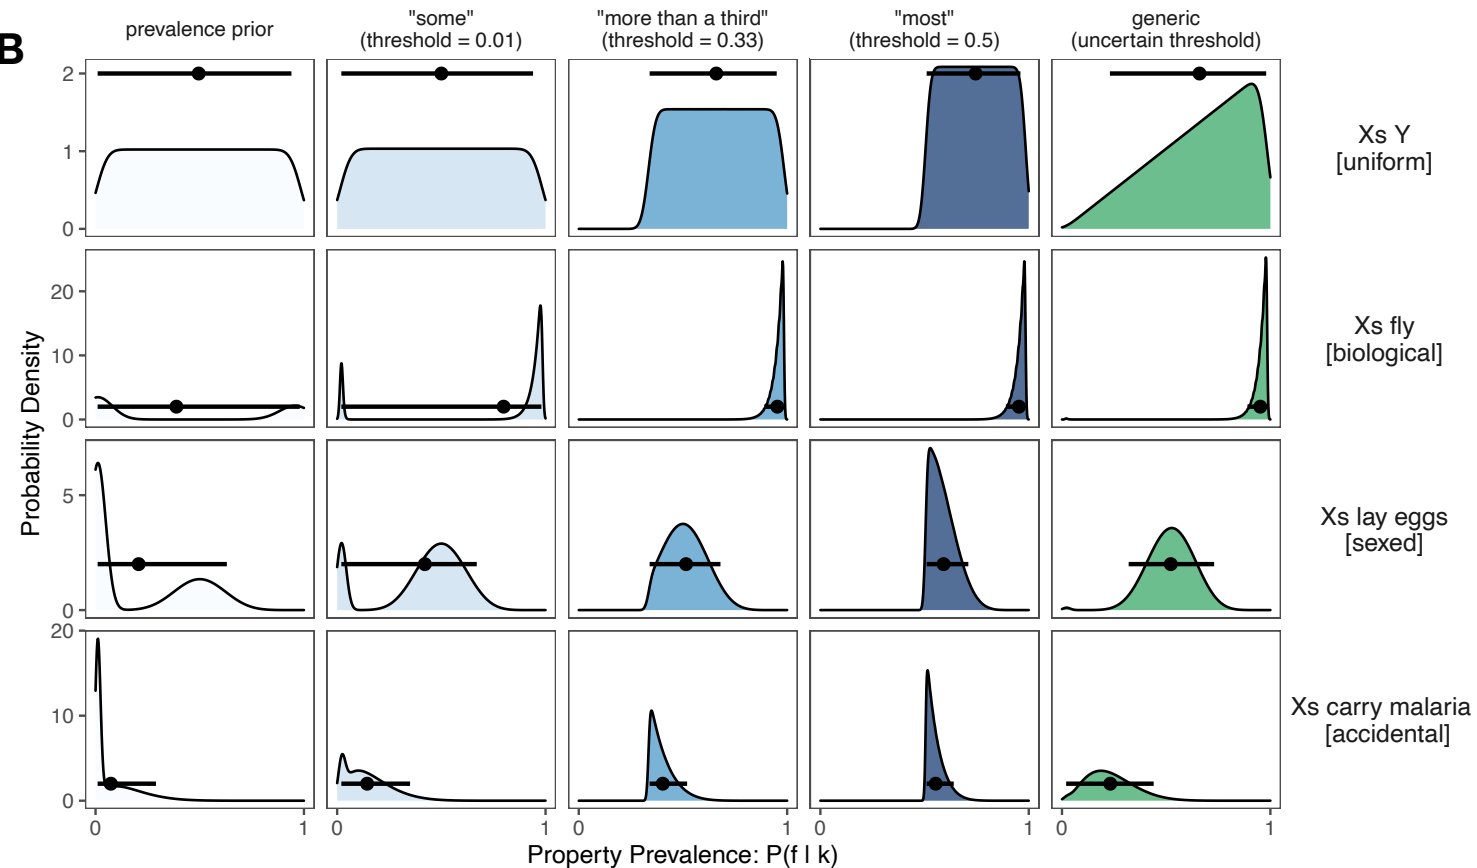 B
prevalence prior
"some"
(threshold = 0.01)
"more than a third"
(threshold = 0.33)
"most"
(threshold = 0.5)
generic
(uncertain threshold)
2
1
0
Xs Y
[uniform]
20
10
0
Xs fly
[biological]
5
0
Xs lay eggs
[sexed]
20
10
0
Xs carry malaria
[accidental]
Probability Density
0 1 0 1 0 1 0 1 0 1
Property Prevalence: P(f | k)